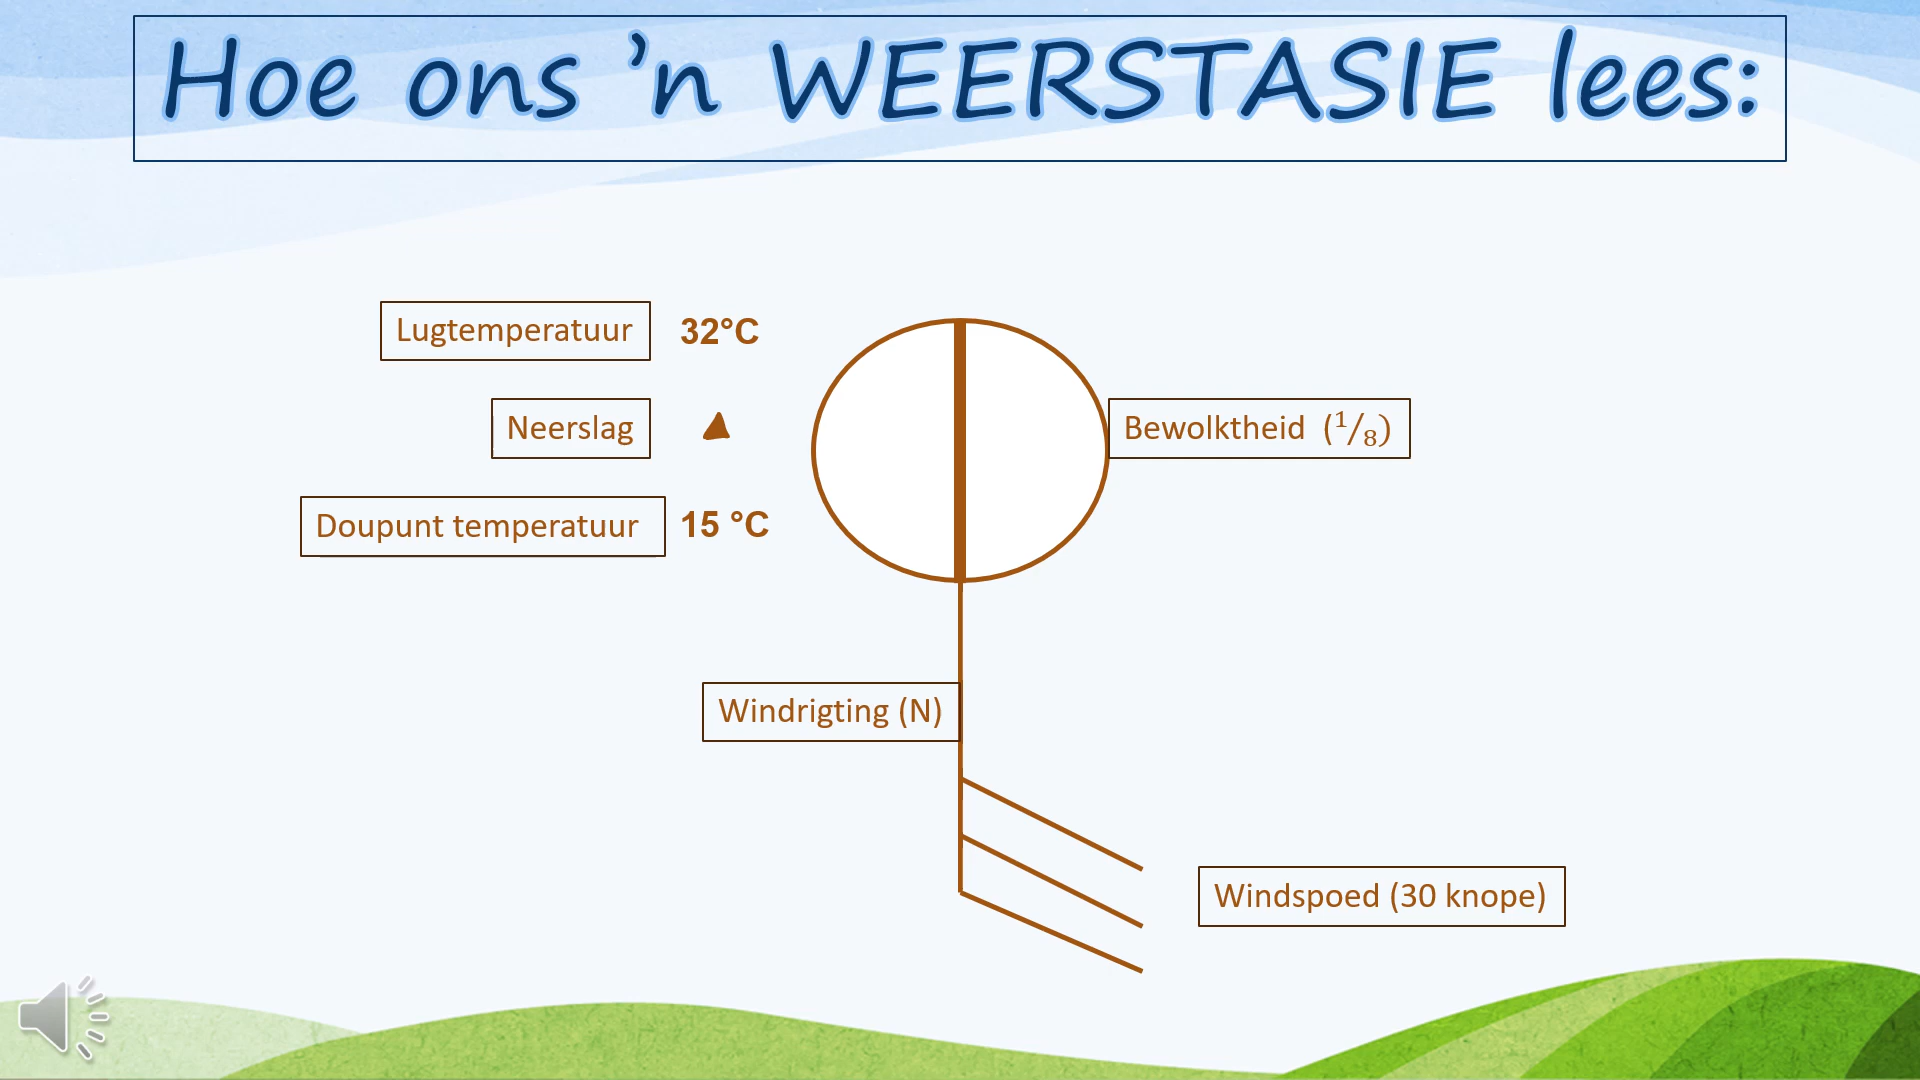 Hoe ons ’n WEERSTASIE lees:
Lugtemperatuur 32°C
Neerslag
Bewolktheid (1/8)
Doupunt temperatuur 15 °C
Windrigting (N)
Windspoed (30 knope)